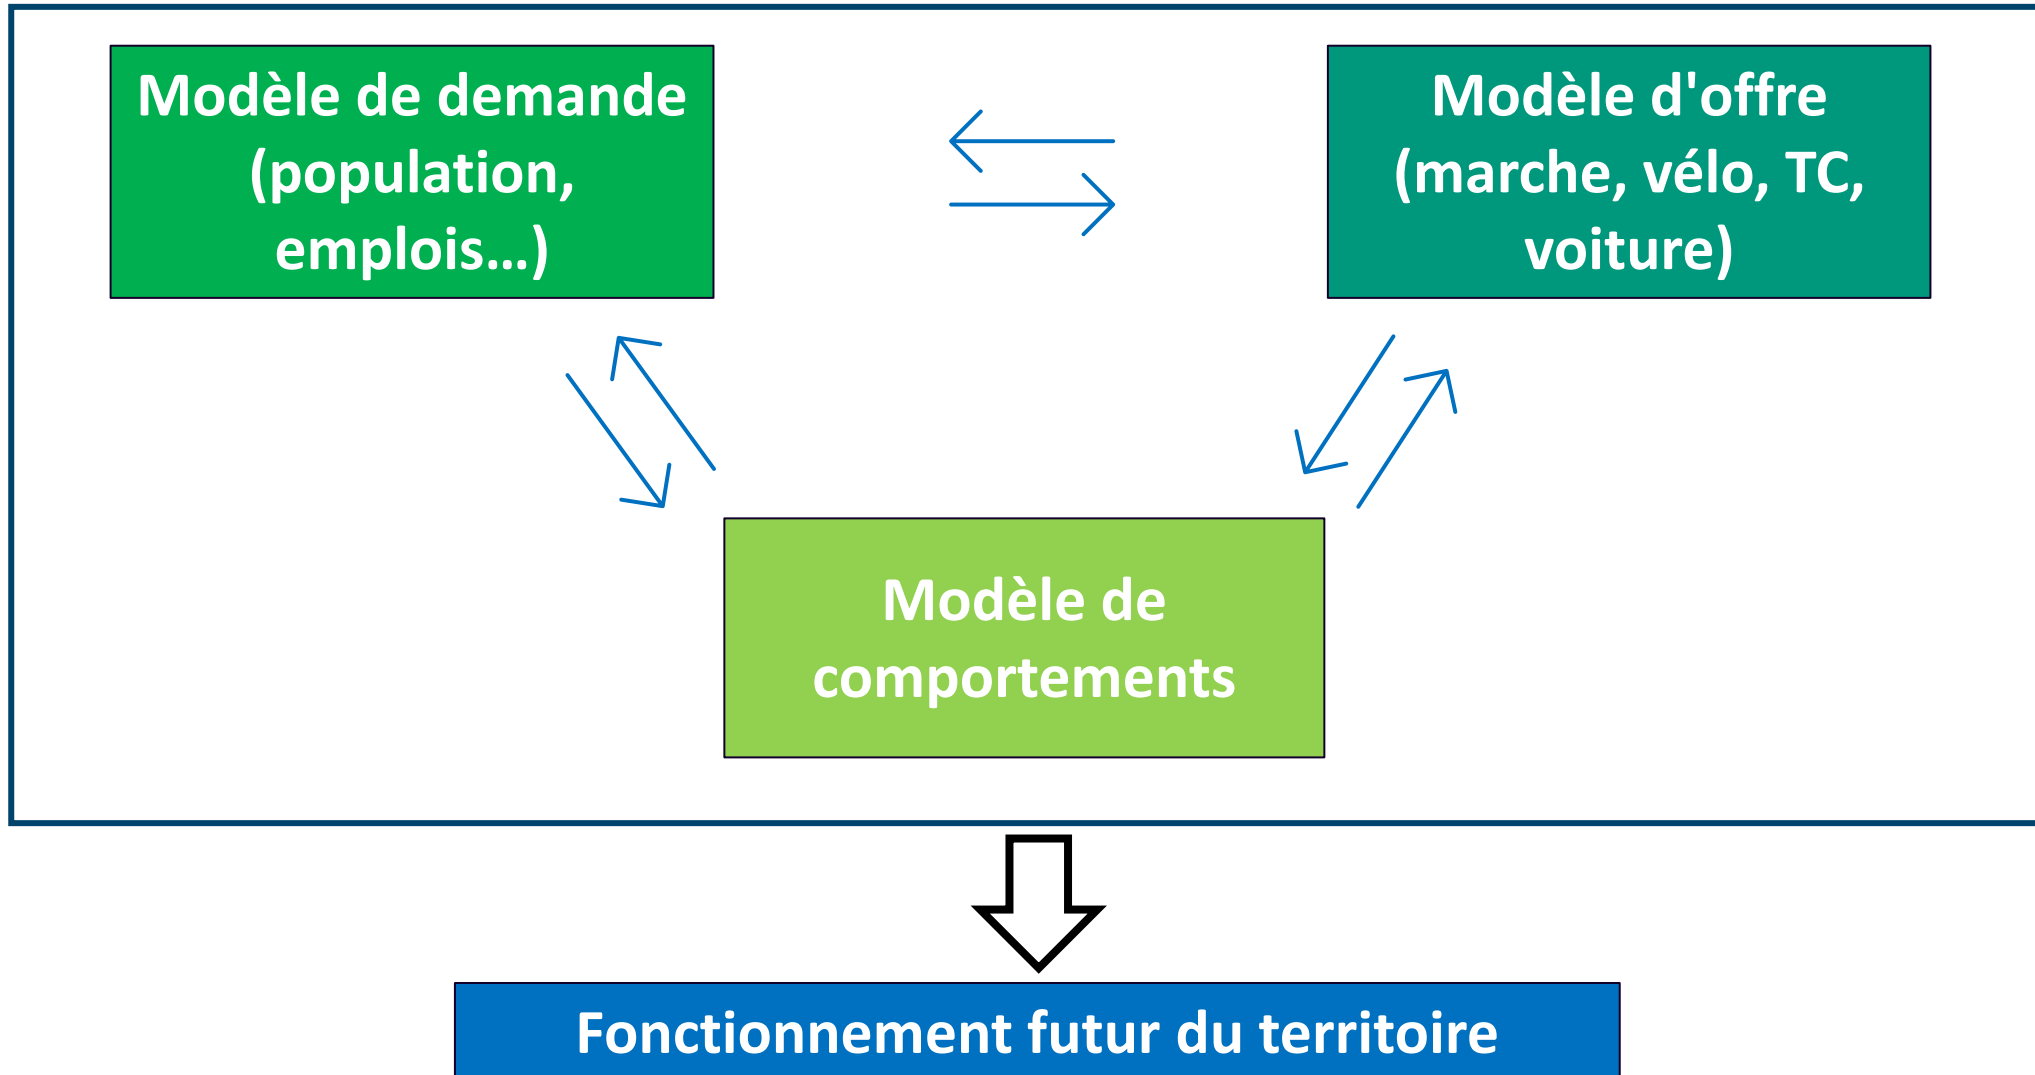 Modèle de demande
(population,
emplois…)
Modèle d'offre
(marche, vélo, TC,
voiture)
Modèle de
comportements
Fonctionnement futur du territoire